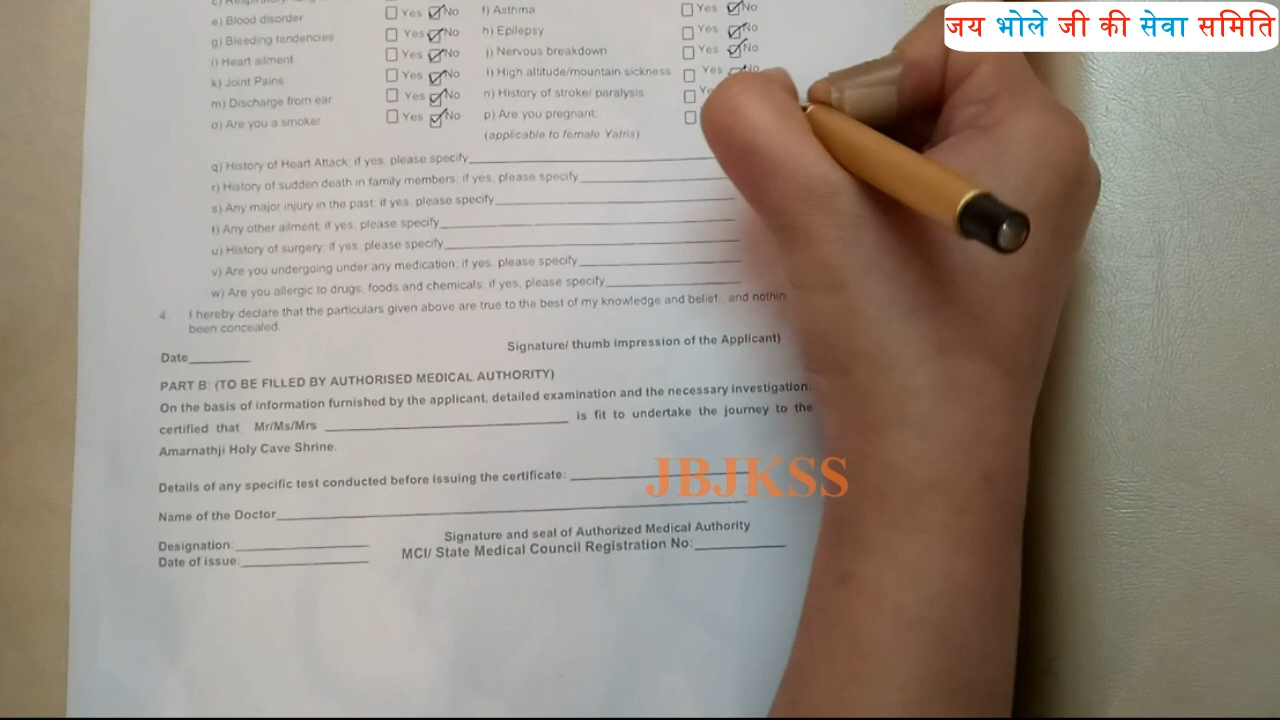 जय भोले जी की सेवा समिति
e) Blood disorder Yes No f) Asthma Yes No
g) Bleeding tendencies Yes No h) Epilepsy Yes No
i) Heart ailment Yes No j) Nervous breakdown Yes No
k) Joint Pains Yes No l) High altitude/mountain sickness Yes No
m) Discharge from ear Yes No n) History of stroke/ paralysis
o) Are you a smoker Yes No p) Are you pregnant:
(applicable to female Yatris)
q) History of Heart Attack; if yes, please specify
r) History of sudden death in family members; if yes, please specify
s) Any major injury in the past; if yes, please specify
t) Any other ailment; if yes, please specify
u) History of surgery; if yes, please specify
v) Are you undergoing under any medication; if yes, please specify
w) Are you allergic to drugs, foods and chemicals; if yes, please specify
4. I hereby declare that the particulars given above are true to the best of my knowledge and belief , and nothin
been concealed.
Signature/ thumb impression of the Applicant)
Date
PART B: (TO BE FILLED BY AUTHORISED MEDICAL AUTHORITY)
On the basis of information furnished by the applicant, detailed examination and the necessary investigation
certified that Mr/Ms/Mrs is fit to undertake the journey to the
Amarnathji Holy Cave Shrine.
Details of any specific test conducted before issuing the certificate:
JBJKSS
Name of the Doctor
Signature and seal of Authorized Medical Authority
Designation:
MCI/ State Medical Council Registration No:
Date of issue: